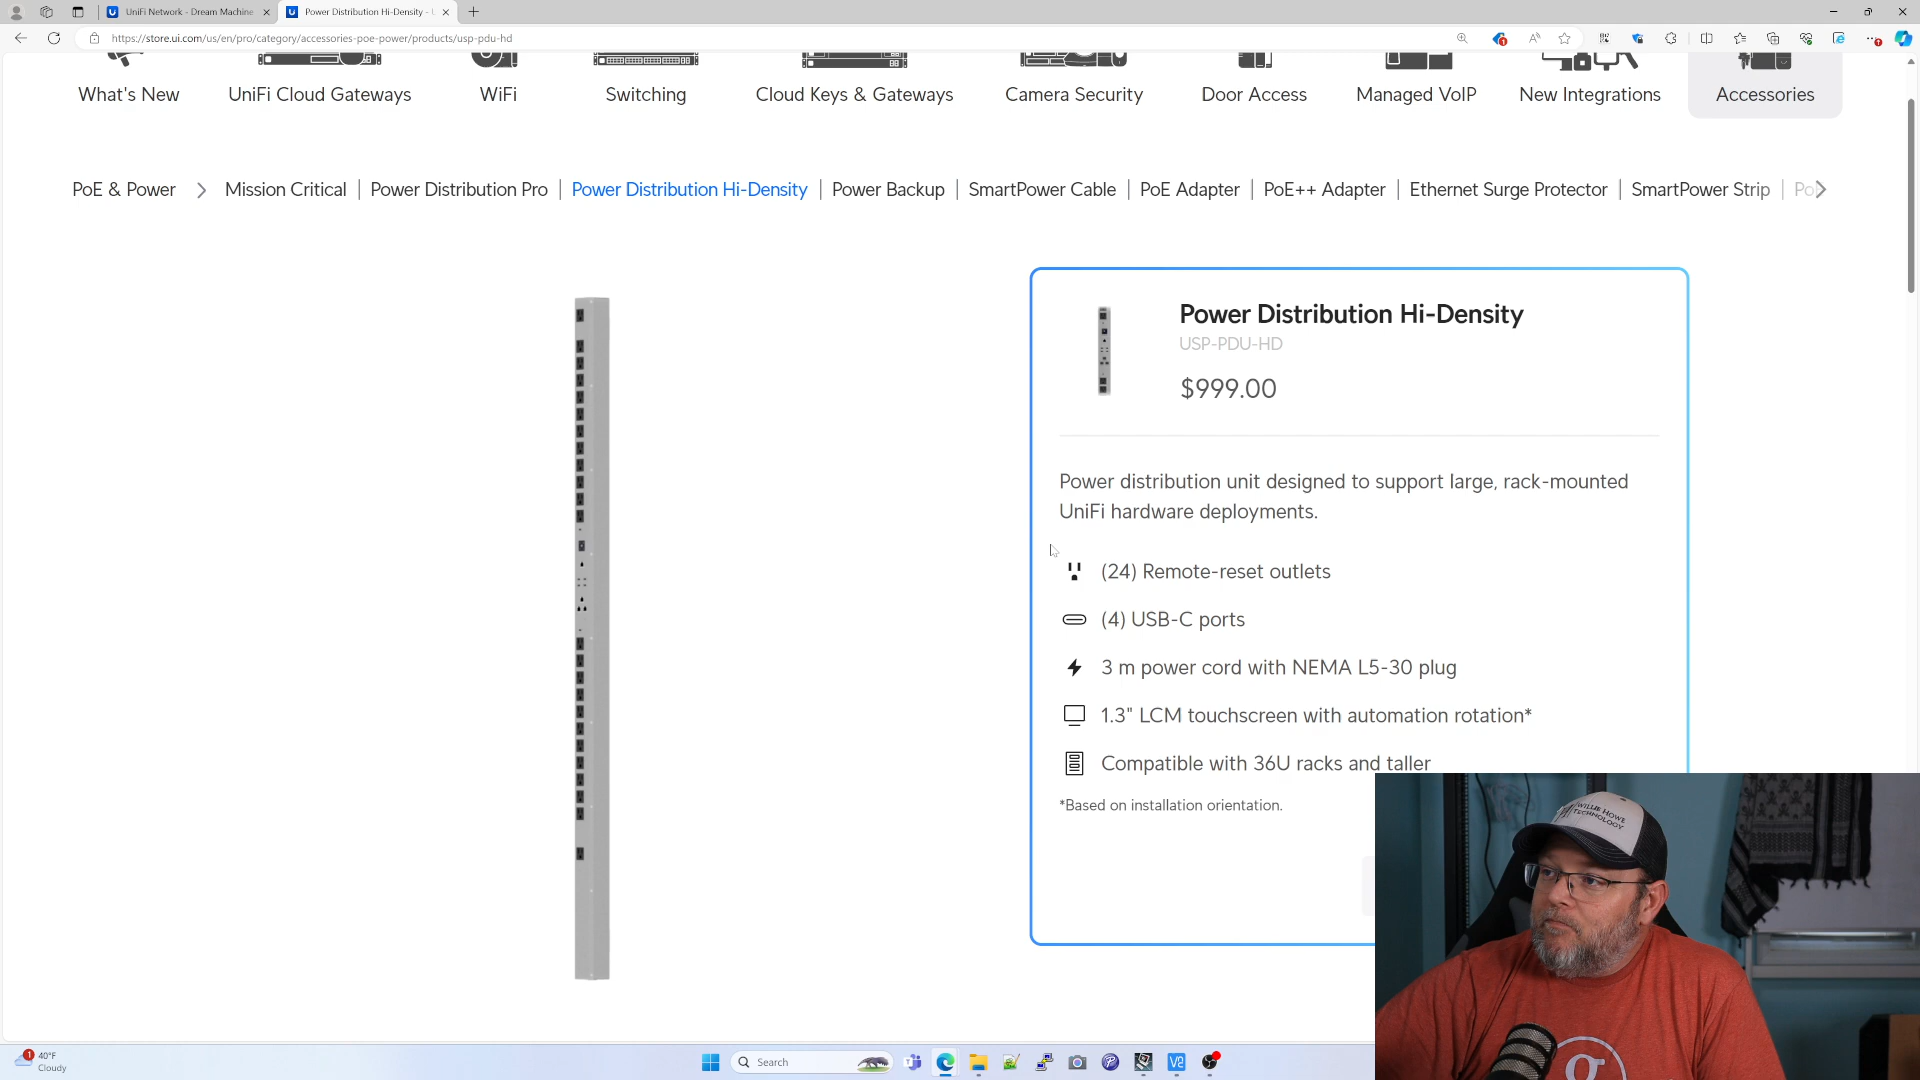 UniFi Network - Dream Machine
Power Distribution Hi-Density - U
https://store.ui.com/us/en/pro/category/accessories-poe-power/products/usp-pdu-hd
What's New
UniFi Cloud Gateways
WiFi
Switching
Cloud Keys & Gateways
Camera Security
Door Access
Managed VoIP
New Integrations
Accessories
PoE & Power
Mission Critical
Power Distribution Pro
Power Distribution Hi-Density
Power Backup
SmartPower Cable
PoE Adapter
PoE++ Adapter
Ethernet Surge Protector
SmartPower Strip
Power Distribution Hi-Density
USP-PDU-HD
$999.00
Power distribution unit designed to support large, rack-mounted
UniFi hardware deployments.
(24) Remote-reset outlets
(4) USB-C ports
3 m power cord with NEMA L5-30 plug
1.3" LCM touchscreen with automation rotation*
Compatible with 36U racks and taller
*Based on installation orientation.
WILLIE HOWE
TECHNOLOGY
1
40°F
Cloudy
Search